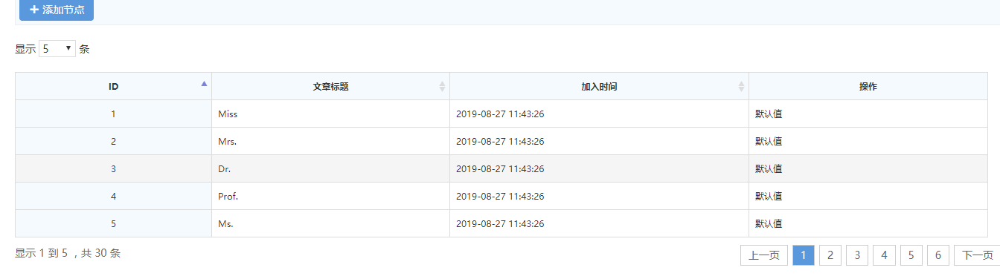 + 添加节点
显示 5 条
ID 文章标题 加入时间 操作
1 Miss 2019-08-27 11:43:26 默认值
2 Mrs. 2019-08-27 11:43:26 默认值
3 Dr. 2019-08-27 11:43:26 默认值
4 Prof. 2019-08-27 11:43:26 默认值
5 Ms. 2019-08-27 11:43:26 默认值
显示 1 到 5 ，共 30 条 上一页 1 2 3 4 5 6 下一页